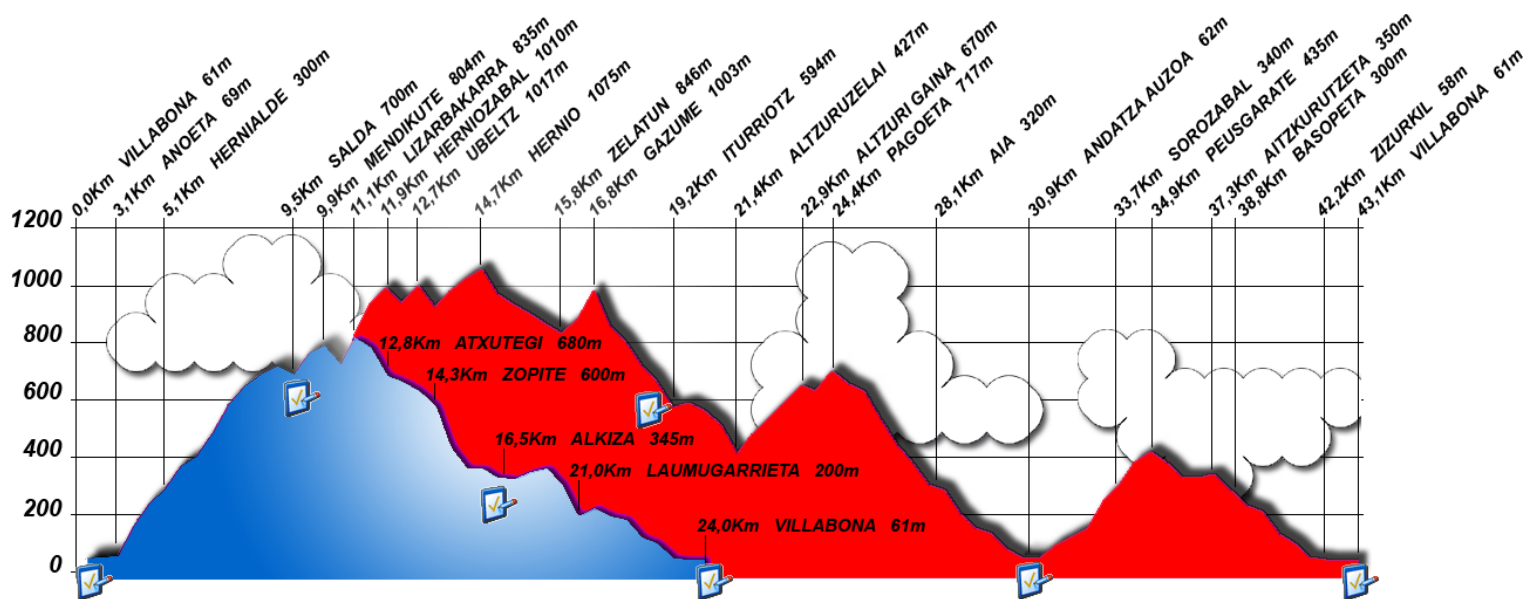 0,0Km VILLABONA 61m
3,1Km ANOETA 69m
5,1Km HERNIALDE 300m
9,5Km SALDA 700m
9,9Km MENDIKUTE 804m
11,1Km LIZARBAKARRA 835m
11,9Km HERNIOZABAL 1010m
12,7Km UBELTZ 1017m
14,7Km HERNIO 1075m
15,8Km ZELATUN 846m
16,8Km GAZUME 1003m
19,2Km ITURRIOTZ 594m
21,4Km ALTZURUZELAI 427m
22,9Km ALTZURI GAINA 670m
24,4Km PAGOETA 717m
28,1Km AIA 320m
30,9Km ANDATZA AUZOA 62m
33,7Km SOROZABAL 340m
34,9Km PEUSGARATE 435m
37,3Km AITZKURUTZETA 350m
38,8Km BASOPETA 300m
42,2Km ZIZURKIL 58m
43,1Km VILLABONA 61m
1200
1000
800
600
400
200
0
12,8Km ATXUTEGI 680m
14,3Km ZOPITE 600m
16,5Km ALKIZA 345m
21,0Km LAUMUGARRIETA 200m
24,0Km VILLABONA 61m